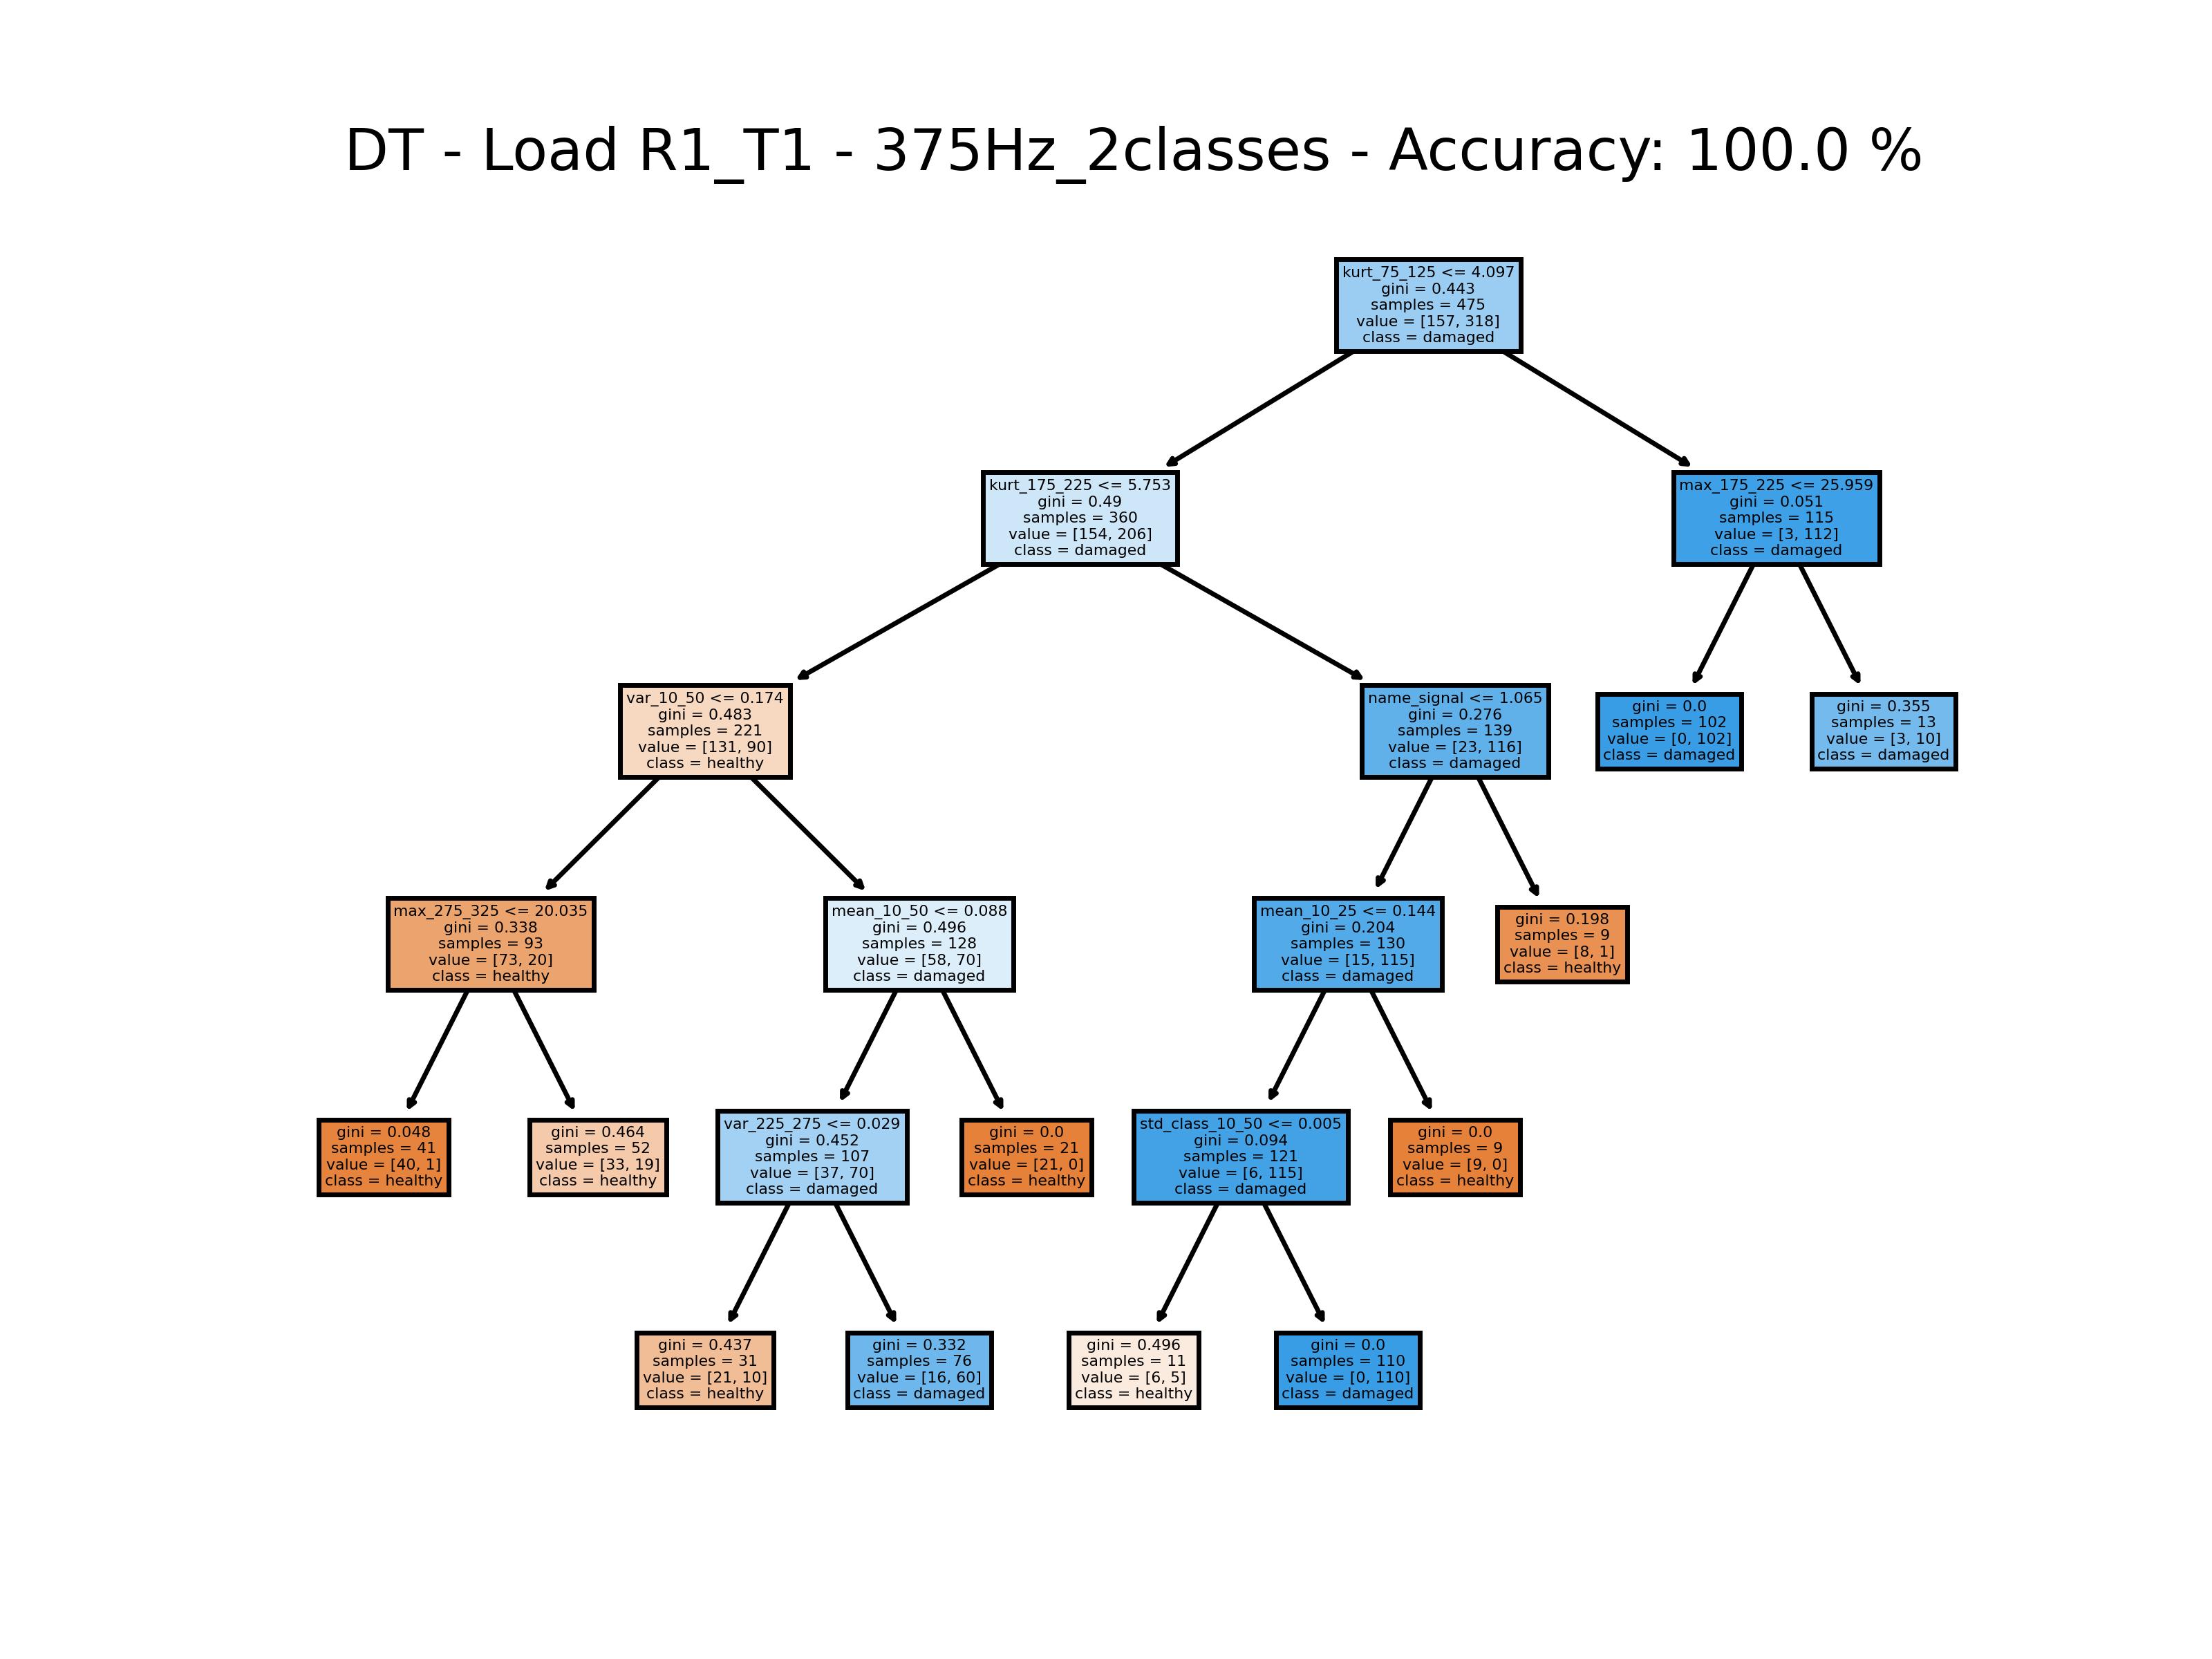 DT - Load R1_T1 - 375Hz_2classes - Accuracy: 100.0 %
kurt_75_125 <= 4.097
gini = 0.443
samples = 475
value = [157, 318]
class = damaged
kurt_175_225 <= 5.753
gini = 0.49
samples = 360
value = [154, 206]
class = damaged
max_175_225 <= 25.959
gini = 0.051
samples = 115
value = [3, 112]
class = damaged
var_10_50 <= 0.174
gini = 0.483
samples = 221
value = [131, 90]
class = healthy
name_signal <= 1.065
gini = 0.276
samples = 139
value = [23, 116]
class = damaged
gini = 0.0
samples = 102
value = [0, 102]
class = damaged
gini = 0.355
samples = 13
value = [3, 10]
class = damaged
max_275_325 <= 20.035
gini = 0.338
samples = 93
value = [73, 20]
class = healthy
mean_10_50 <= 0.088
gini = 0.496
samples = 128
value = [58, 70]
class = damaged
mean_10_25 <= 0.144
gini = 0.204
samples = 130
value = [15, 115]
class = damaged
gini = 0.198
samples = 9
value = [8, 1]
class = healthy
gini = 0.048
samples = 41
value = [40, 1]
class = healthy
gini = 0.464
samples = 52
value = [33, 19]
class = healthy
var_225_275 <= 0.029
gini = 0.452
samples = 107
value = [37, 70]
class = damaged
gini = 0.0
samples = 21
value = [21, 0]
class = healthy
std_class_10_50 <= 0.005
gini = 0.094
samples = 121
value = [6, 115]
class = damaged
gini = 0.0
samples = 9
value = [9, 0]
class = healthy
gini = 0.437
samples = 31
value = [21, 10]
class = healthy
gini = 0.332
samples = 76
value = [16, 60]
class = damaged
gini = 0.496
samples = 11
value = [6, 5]
class = healthy
gini = 0.0
samples = 110
value = [0, 110]
class = damaged